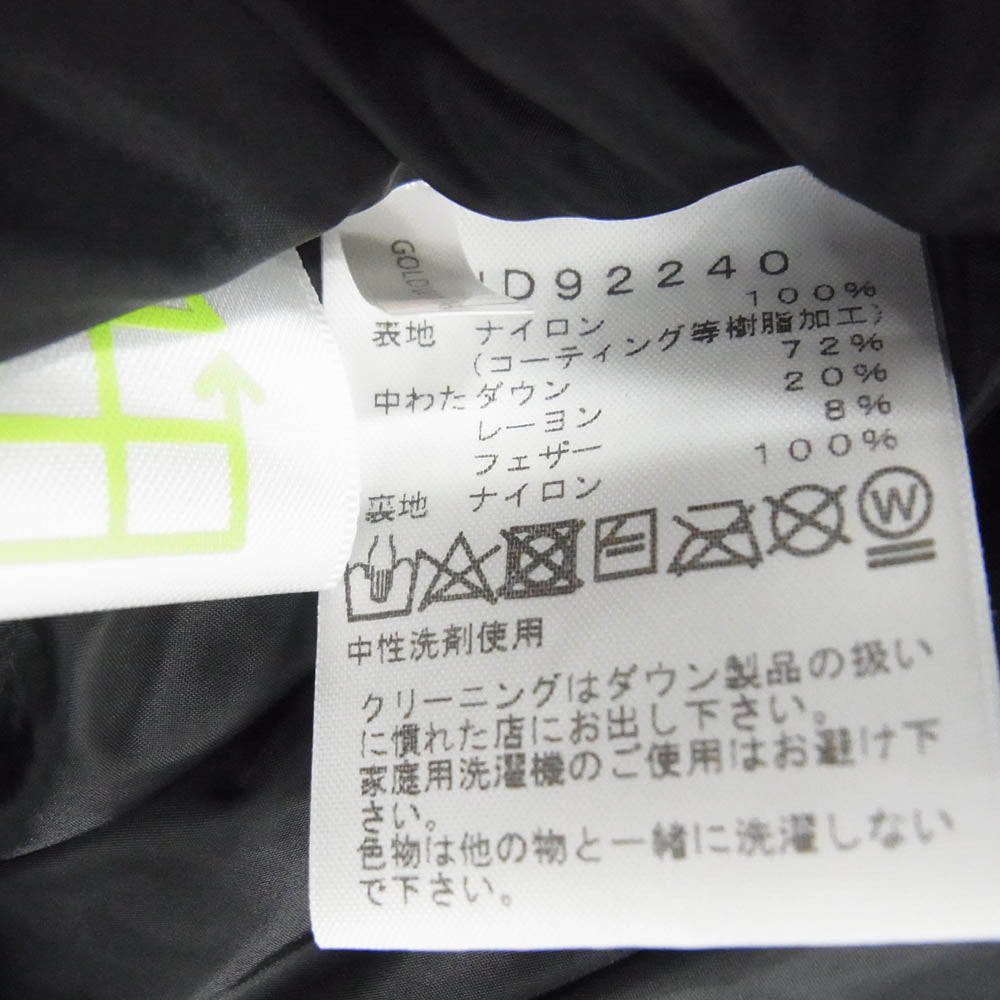 D92240
表地 ナイロン 100%
(コーティング等樹脂加工)
中わた ダウン 72%
レーヨン 20%
フェザー 8%
裏地 ナイロン 100%
W
中性洗剤使用
クリーニングはダウン製品の扱い
に慣れた店にお出し下さい。
家庭用洗濯機のご使用はお避け下
さい。
色物は他の物と一緒に洗濯しない
で下さい。